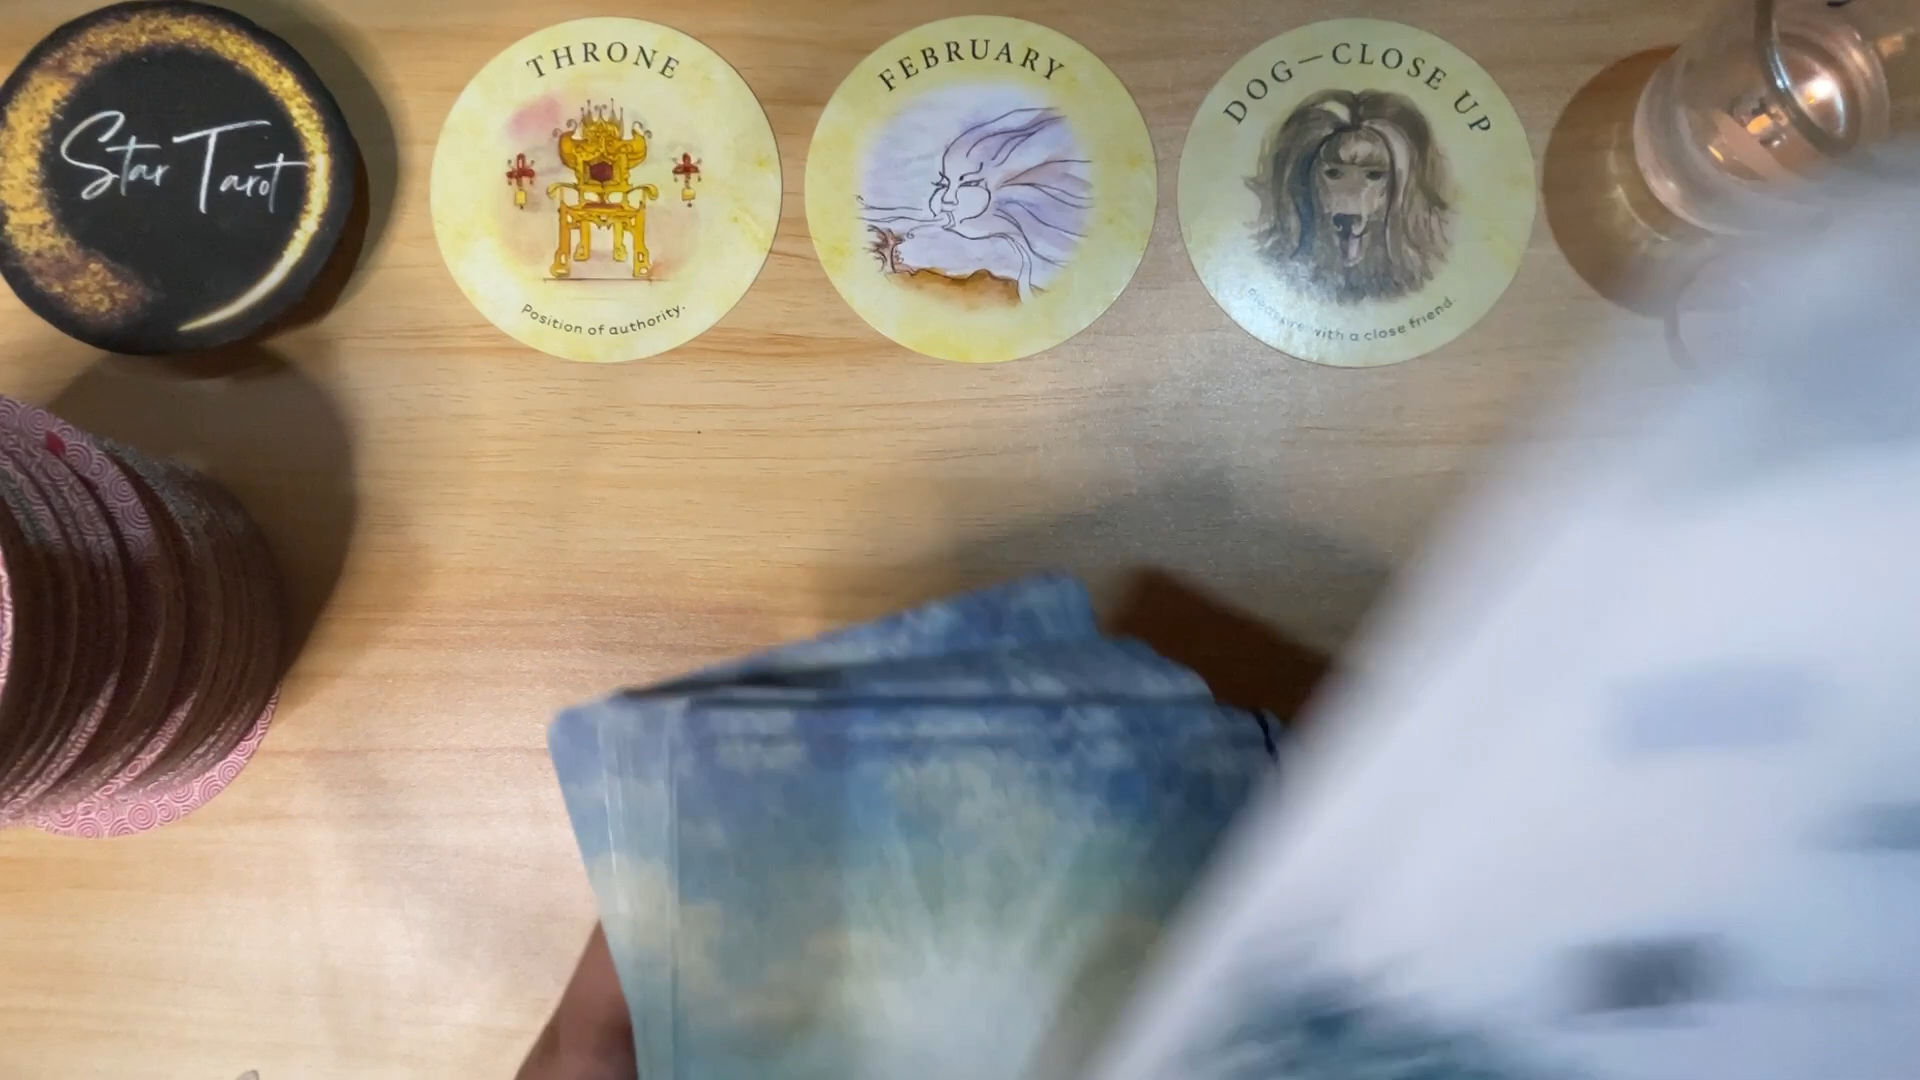 Star Tarot
THRONE
Position of authority.
FEBRUARY
DOG—CLOSE UP
with a close friend.